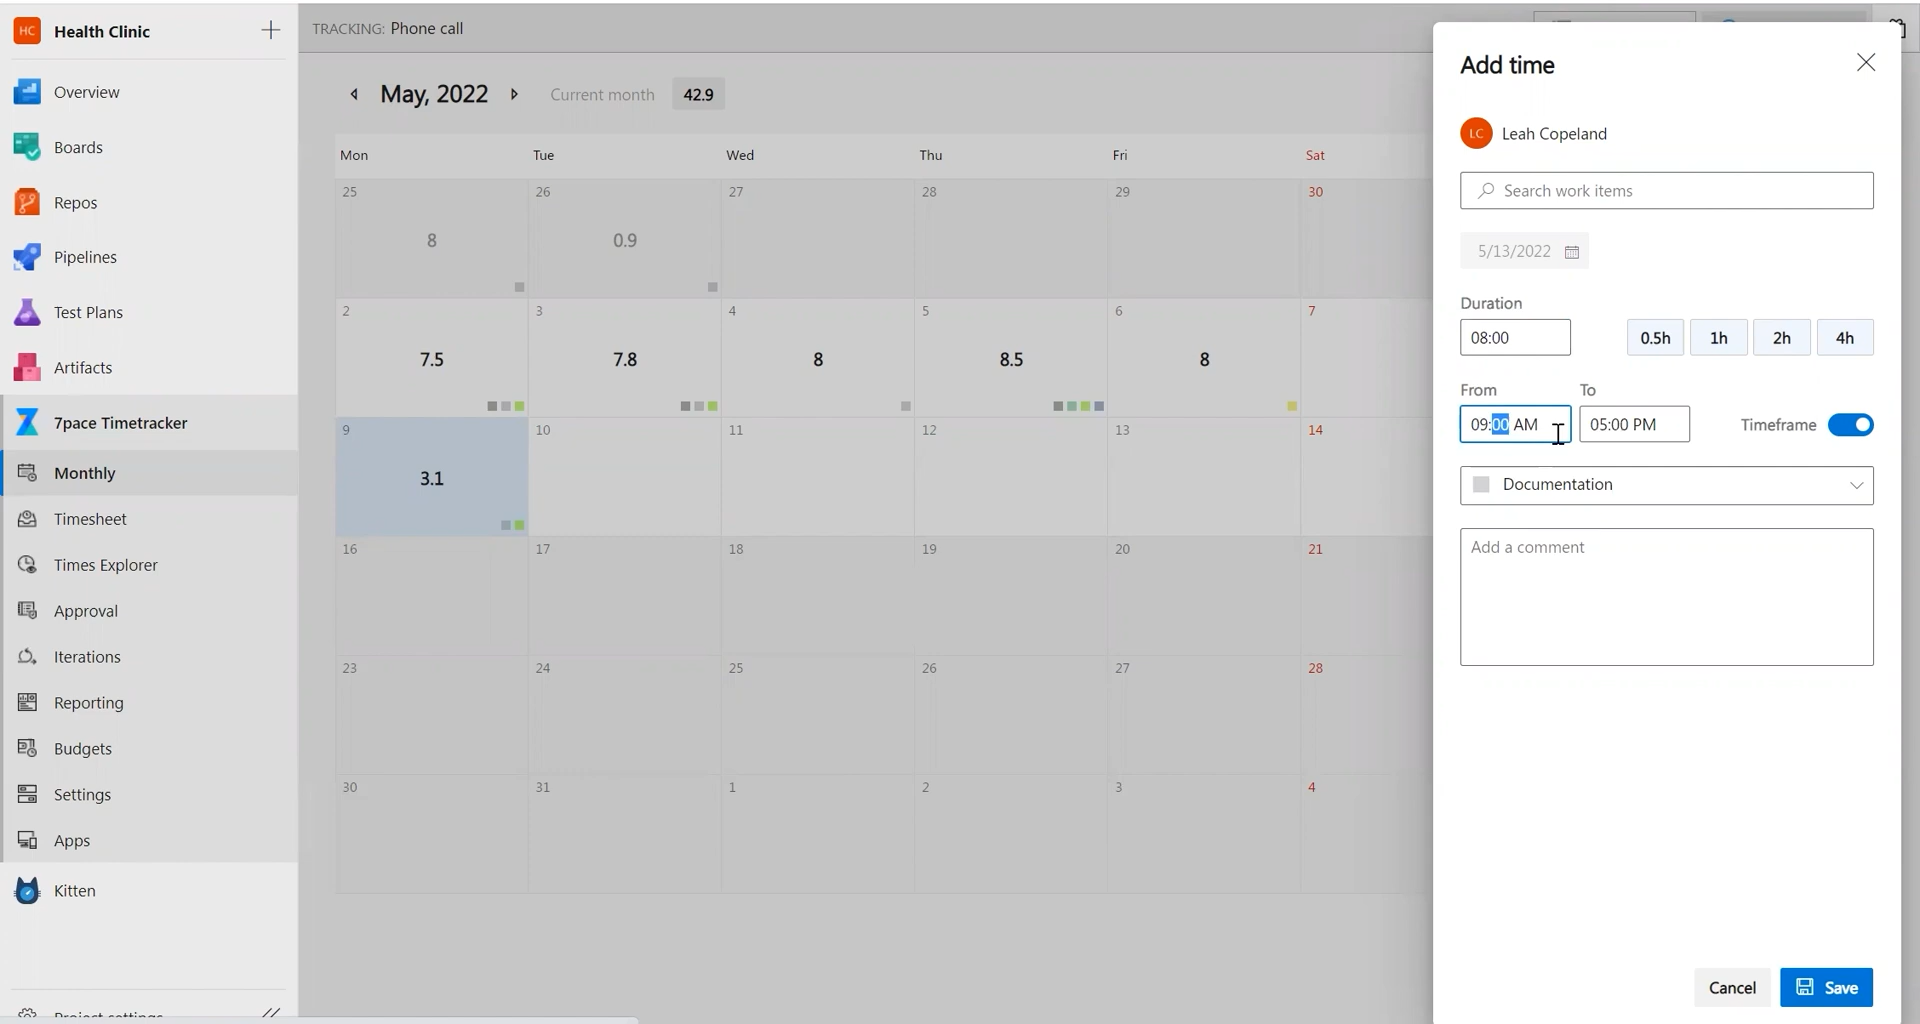 HC Health Clinic
Overview
Boards
Repos
Pipelines
Test Plans
Artifacts
7pace Timetracker
Monthly
Timesheet
Times Explorer
Approval
Iterations
Reporting
Budgets
Settings
Apps
Kitten
Project settings
TRACKING: Phone call
May, 2022 Current month 42.9
Mon Tue Wed Thu Fri Sat
25 26 27 28 29 30
8 0.9
2 3 4 5 6 7
7.5 7.8 8 8.5 8
9 10 11 12 13 14
3.1
16 17 18 19 20 21
23 24 25 26 27 28
30 31 1 2 3 4
Add time
LC Leah Copeland
Search work items
5/13/2022
Duration
08:00 0.5h 1h 2h 4h
From To
09:00 AM 05:00 PM Timeframe
Documentation
Add a comment
Cancel Save